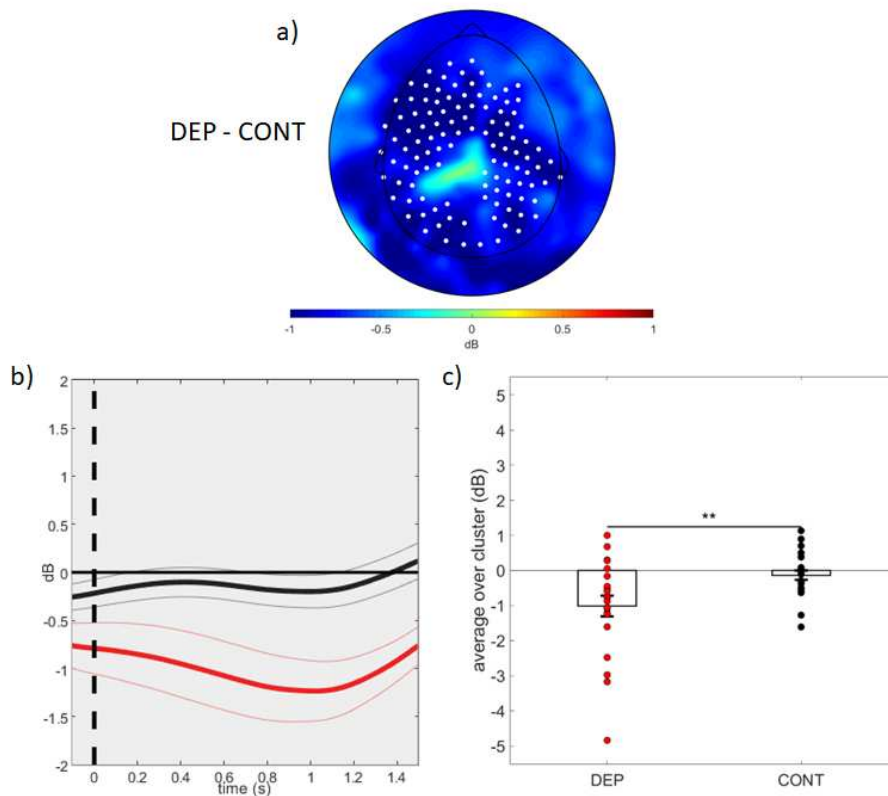 a)
DEP - CONT
-1 -0.5 0 0.5 1
dB
b)
2
1.5
1
0.5
0
-0.5
-1
-1.5
-2
dB
0 0.2 0.4 0.6 0.8 1 1.2 1.4
time (s)
c)
5
4
3
2
1
0
-1
-2
-3
-4
-5
average over cluster (dB)
**
DEP CONT